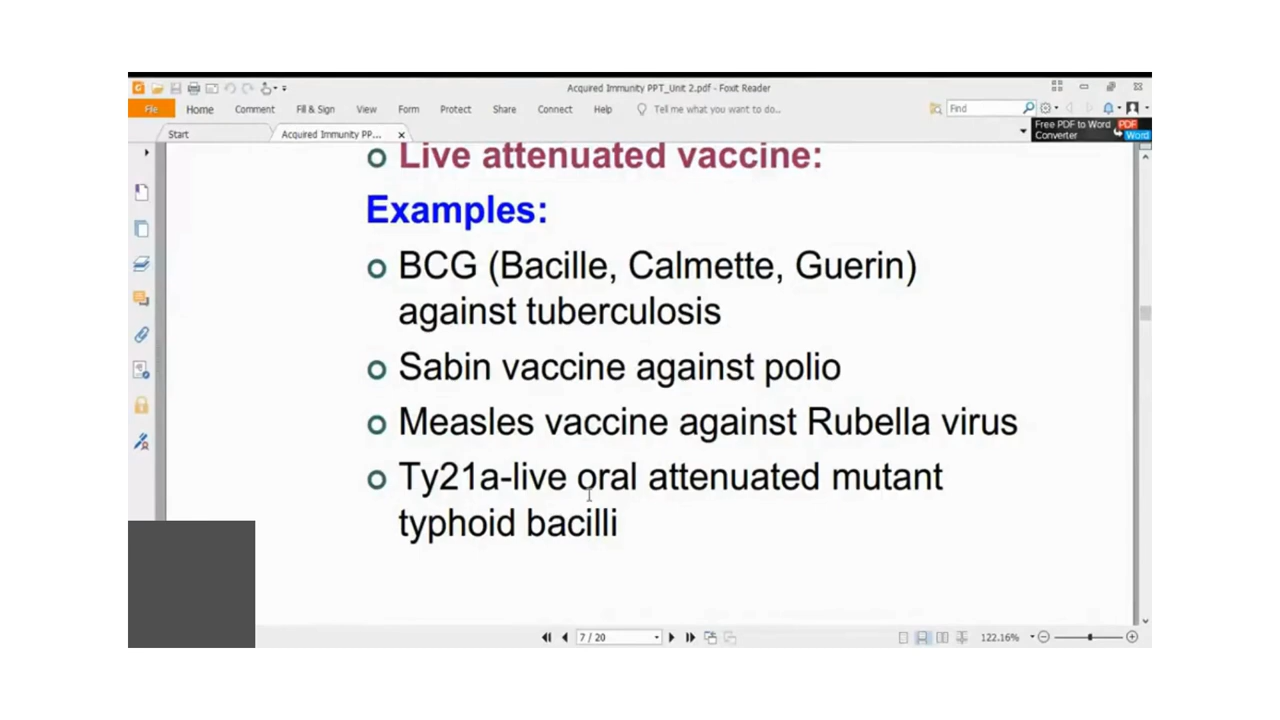 Acquired Immunity PPT_Unit 2.pdf - Foxit Reader
File Home Comment Fill & Sign View Form Protect Share Connect Help Tell me what you want to do... Find
Start Acquired Immunity PP... x
Free PDF to Word PDF
Converter Word
Live attenuated vaccine:
Examples:
BCG (Bacille, Calmette, Guerin)
against tuberculosis
Sabin vaccine against polio
Measles vaccine against Rubella virus
Ty21a-live oral attenuated mutant
typhoid bacilli
7 / 20 122.16%